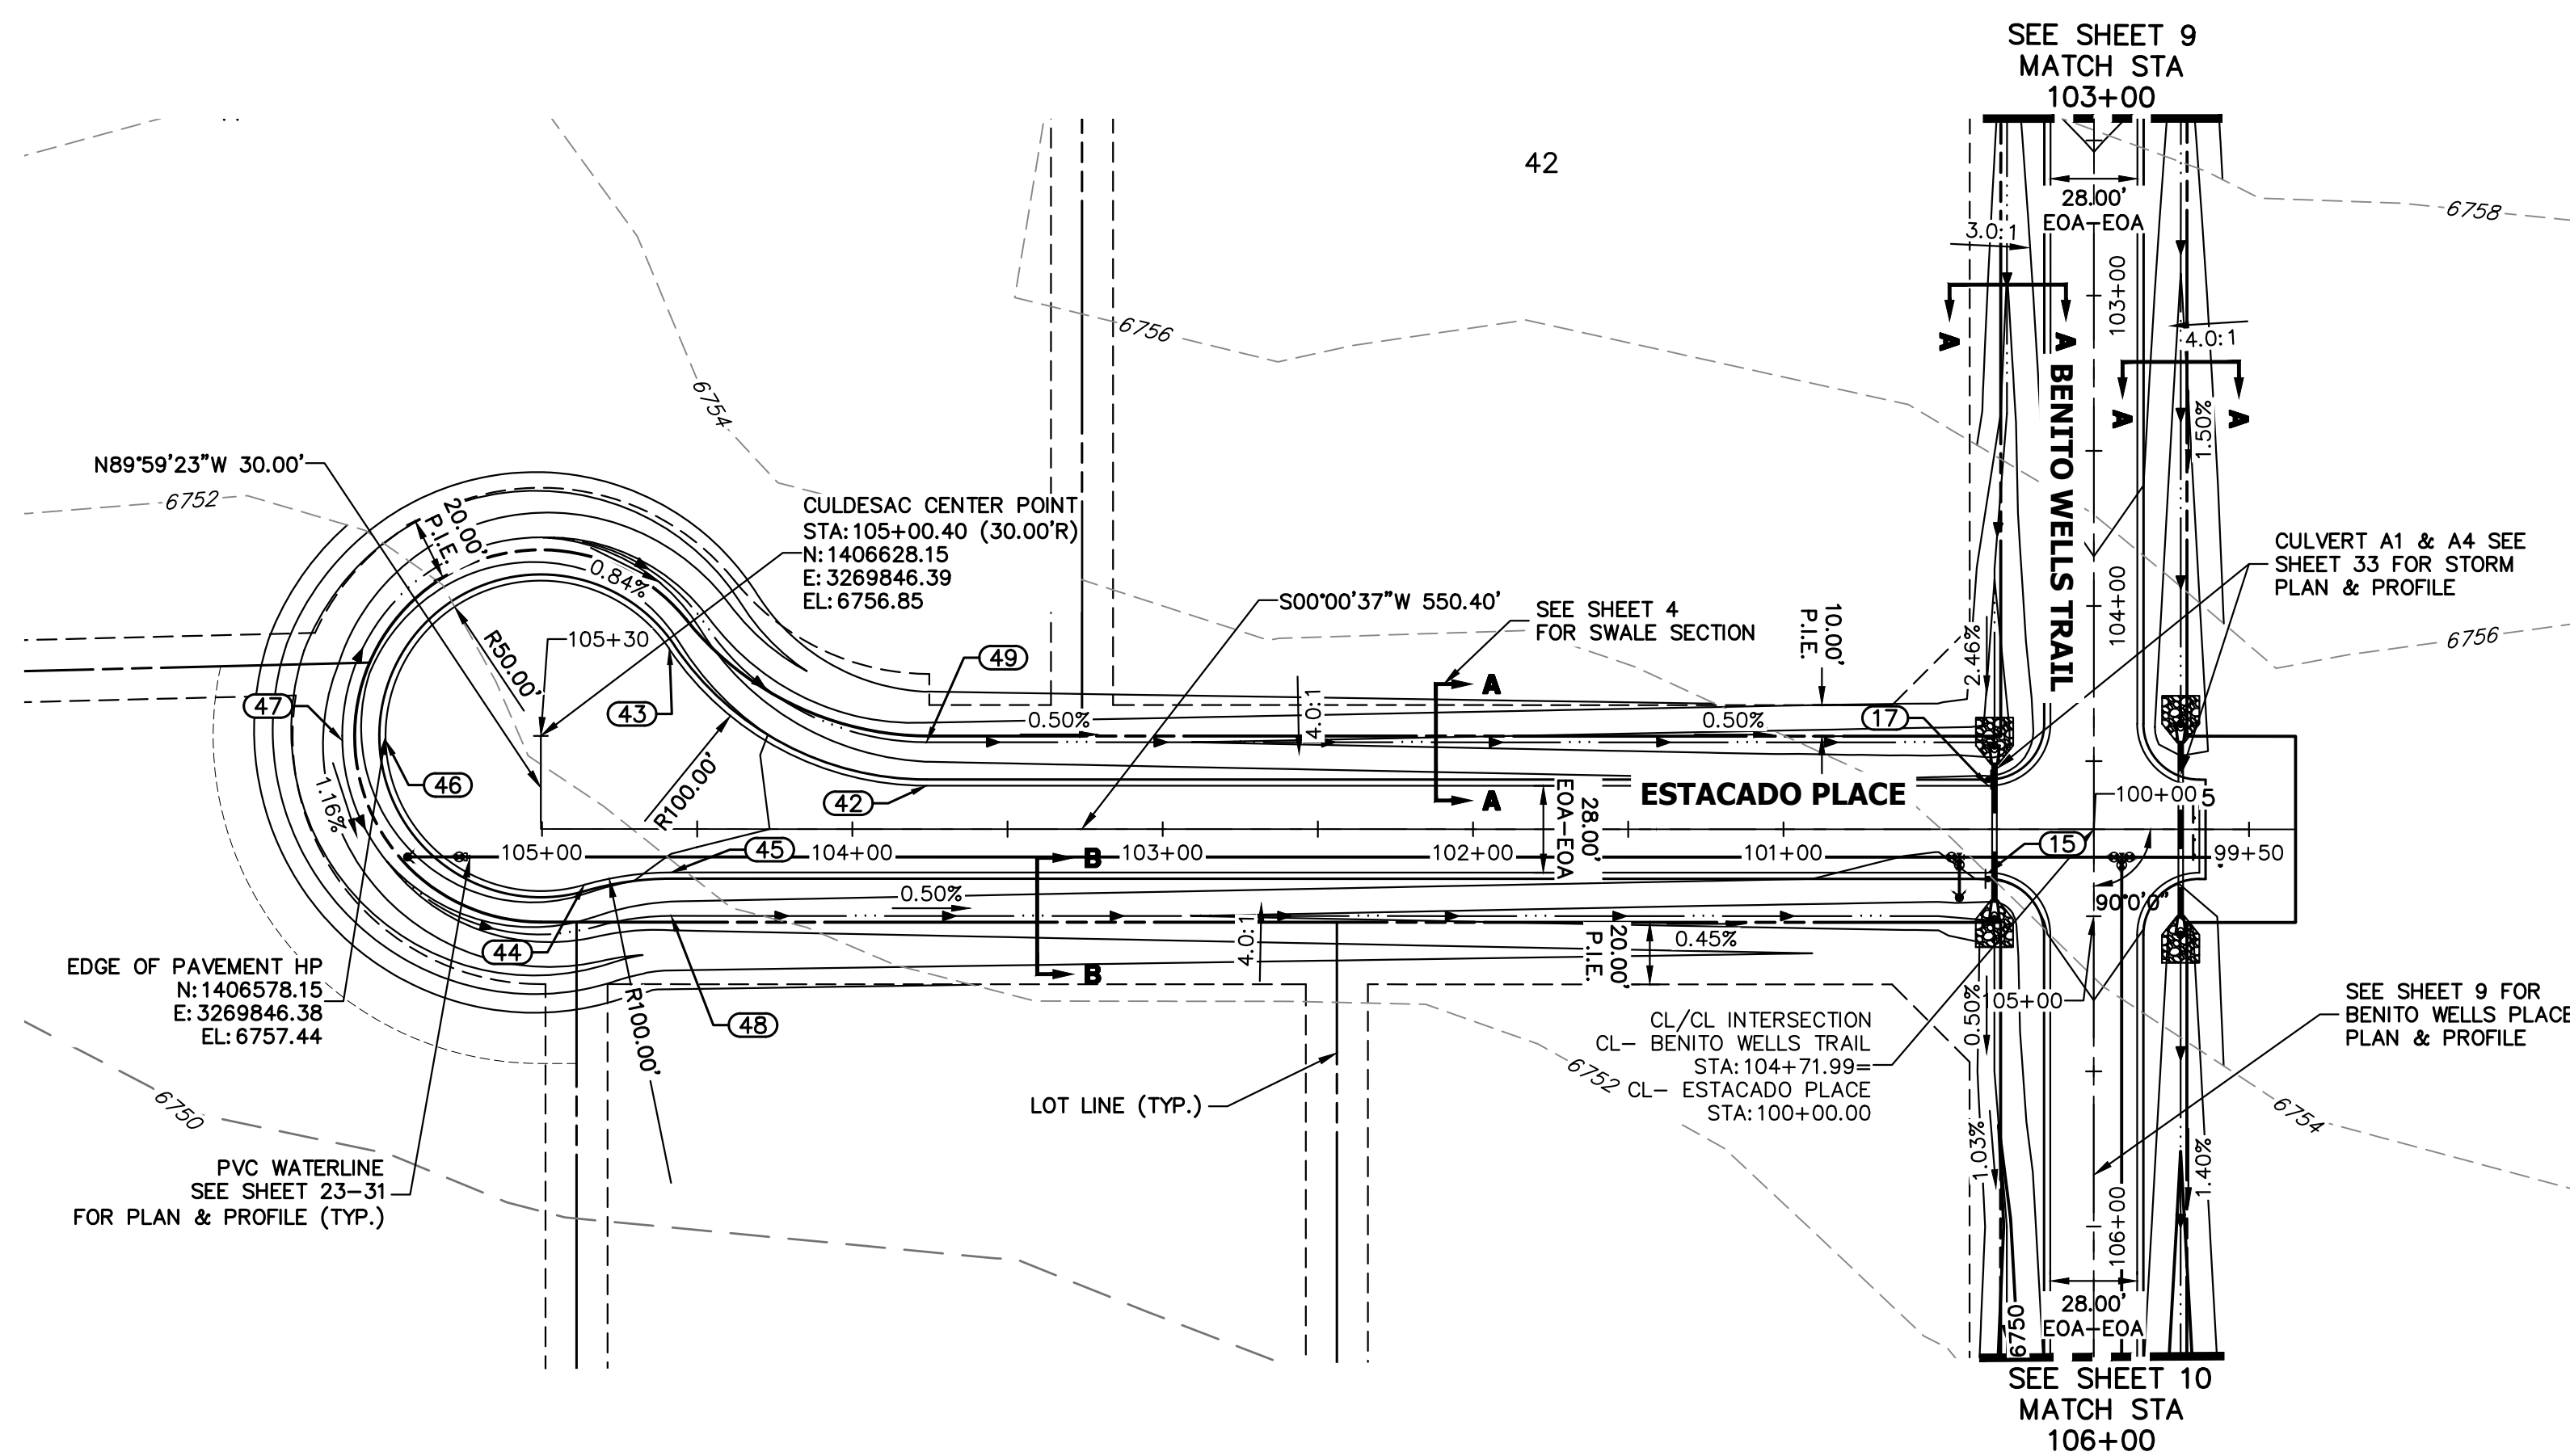 SEE SHEET 9
MATCH STA
103+00
42
28.00'
EOA-EOA
6758
3.0:1
103+00
A
A
4.0:1
A
A
6756
BENITO WELLS TRAIL
1.50%
6754
N89°59'23"W 30.00'
6752
20.00'
P.I.E.
CULDESAC CENTER POINT
STA:105+00.40 (30.00'R)
N:1406628.15
E:3269846.39
EL:6756.85
0.84%
CULVERT A1 & A4 SEE
SHEET 33 FOR STORM
PLAN & PROFILE
104+00
S00°00'37"W 550.40'
SEE SHEET 4
FOR SWALE SECTION
10.00'
P.I.E.
2.46%
6756
105+30
R50.00'
49
43
47
A
4.0:1
0.50%
0.50%
17
46
1.16%
R100.00'
42
A
ESTACADO PLACE
28.00'
EOA-EOA
100+00
5
105+00
104+00
45
103+00
B
102+00
101+00
15
99+50
0.50%
90°0'0"
44
4.0:1
B
20.00'
P.I.E.
0.45%
EDGE OF PAVEMENT HP
N:1406578.15
E:3269846.38
EL:6757.44
R100.00'
48
0.50%
105+00
SEE SHEET 9 FOR
BENITO WELLS PLACE
PLAN & PROFILE
CL/CL INTERSECTION
CL- BENITO WELLS TRAIL
STA:104+71.99=
CL- ESTACADO PLACE
STA:100+00.00
6752
LOT LINE (TYP.)
6750
6754
1.03%
1.40%
PVC WATERLINE
SEE SHEET 23-31
FOR PLAN & PROFILE (TYP.)
106+00
6750
28.00'
EOA-EOA
SEE SHEET 10
MATCH STA
106+00